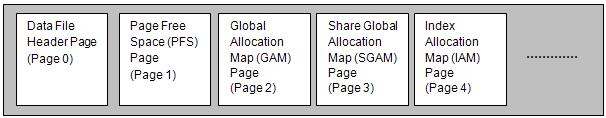 Data File
Header Page
(Page 0)
Page Free
Space (PFS)
Page
(Page 1)
Global
Allocation
Map (GAM)
Page
(Page 2)
Share Global
Allocation
Map (SGAM)
Page
(Page 3)
Index
Allocation
Map (IAM)
Page
(Page 4)
..............